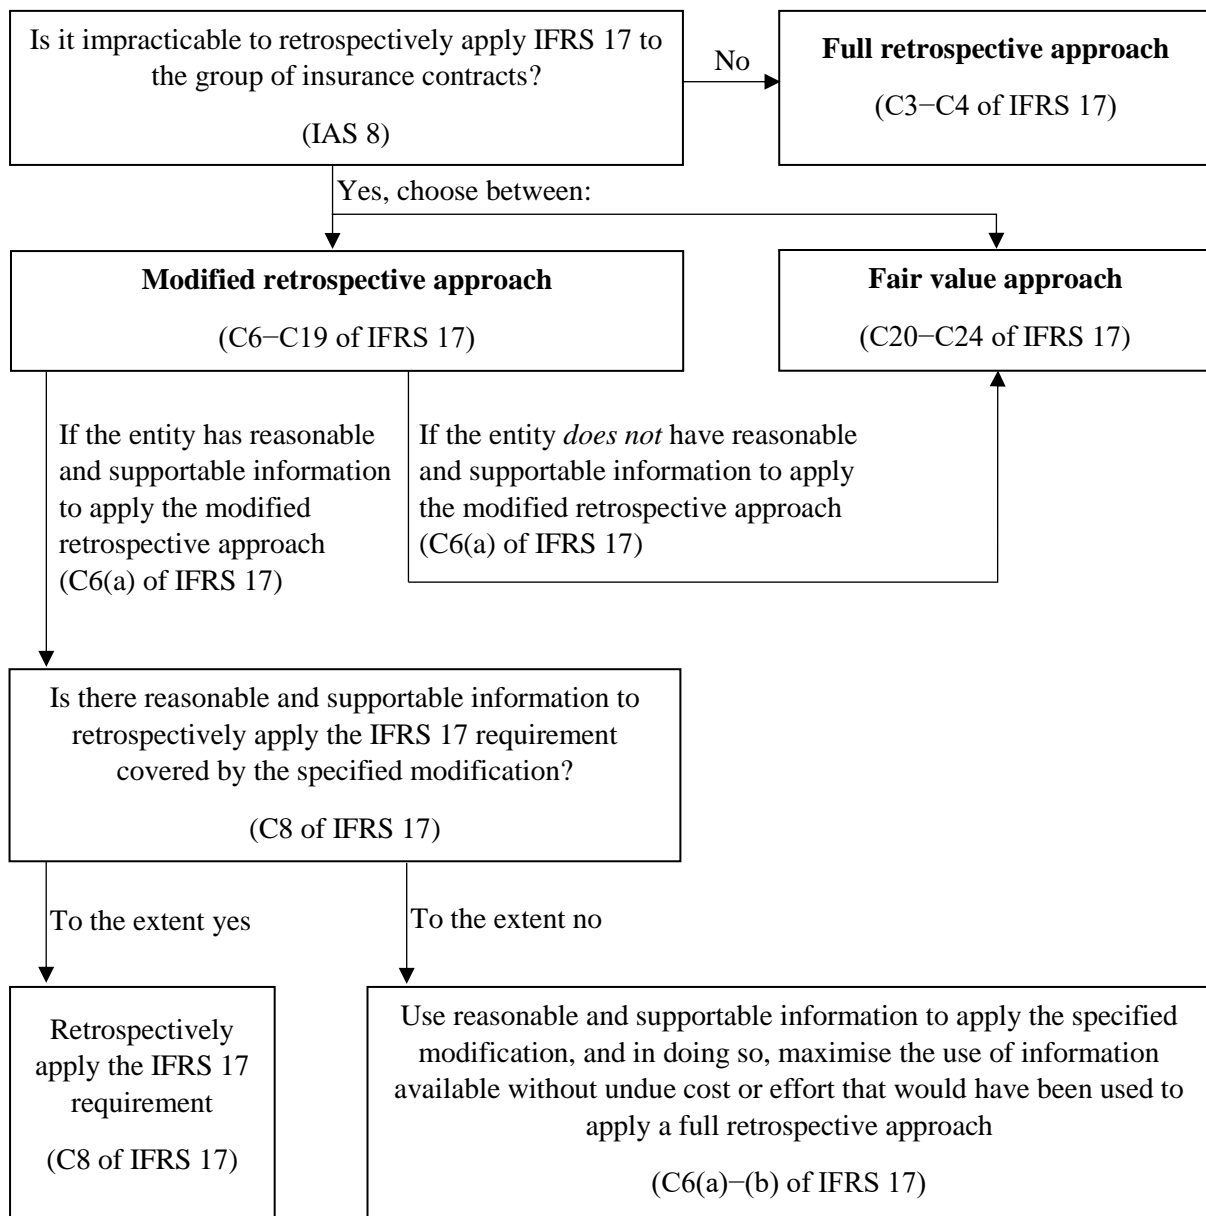 Is it impracticable to retrospectively apply IFRS 17 to
the group of insurance contracts?
(IAS 8)
No
Full retrospective approach
(C3−C4 of IFRS 17)
Yes, choose between:
Modified retrospective approach
(C6−C19 of IFRS 17)
Fair value approach
(C20−C24 of IFRS 17)
If the entity has reasonable
and supportable information
to apply the modified
retrospective approach
(C6(a) of IFRS 17)
If the entity does not have reasonable
and supportable information to apply
the modified retrospective approach
(C6(a) of IFRS 17)
Is there reasonable and supportable information to
retrospectively apply the IFRS 17 requirement
covered by the specified modification?
(C8 of IFRS 17)
To the extent yes
To the extent no
Retrospectively
apply the IFRS 17
requirement
(C8 of IFRS 17)
Use reasonable and supportable information to apply the specified
modification, and in doing so, maximise the use of information
available without undue cost or effort that would have been used to
apply a full retrospective approach
(C6(a)−(b) of IFRS 17)